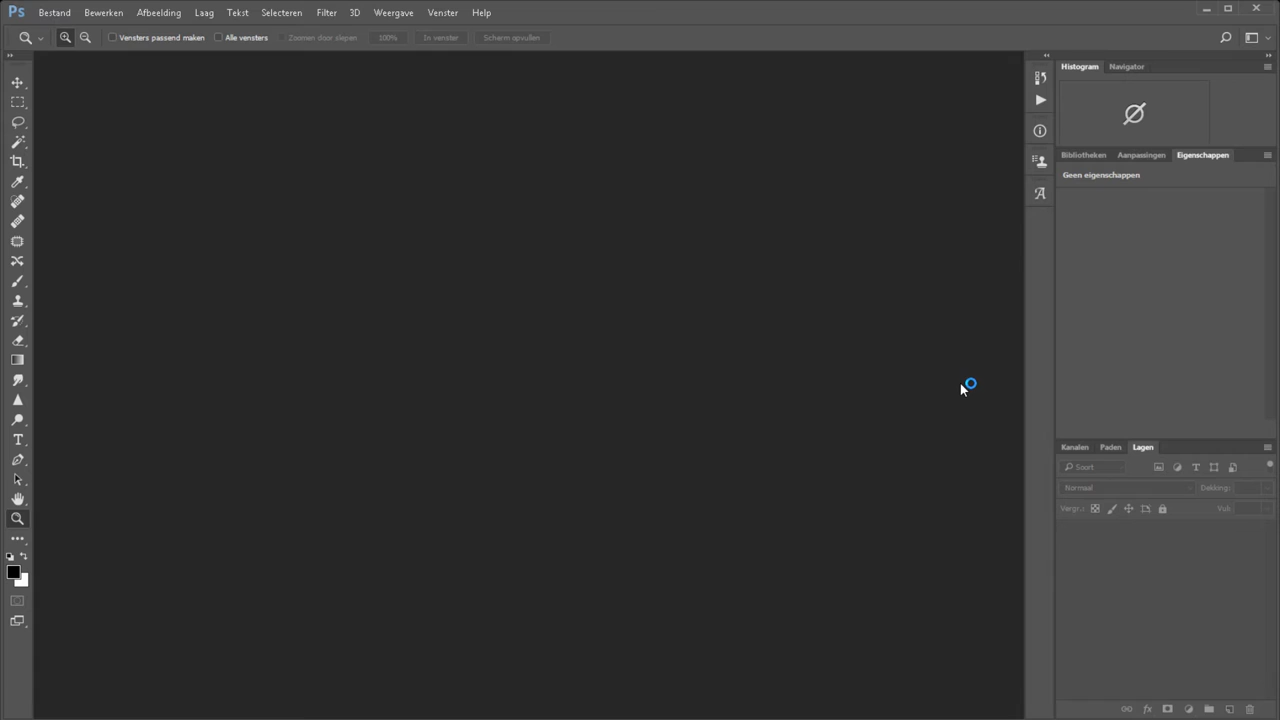 Ps Bestand Bewerken Afbeelding Laag Tekst Selecteren Filter 3D Weergave Venster Help
Vensters passend maken Alle vensters Zoomen door slepen 100% In venster Scherm opvullen
Histogram Navigator
Bibliotheken Aanpassingen Eigenschappen
Geen eigenschappen
Kanalen Paden Lagen
Soort
Normaal Dekking:
Vergr.: Vul: